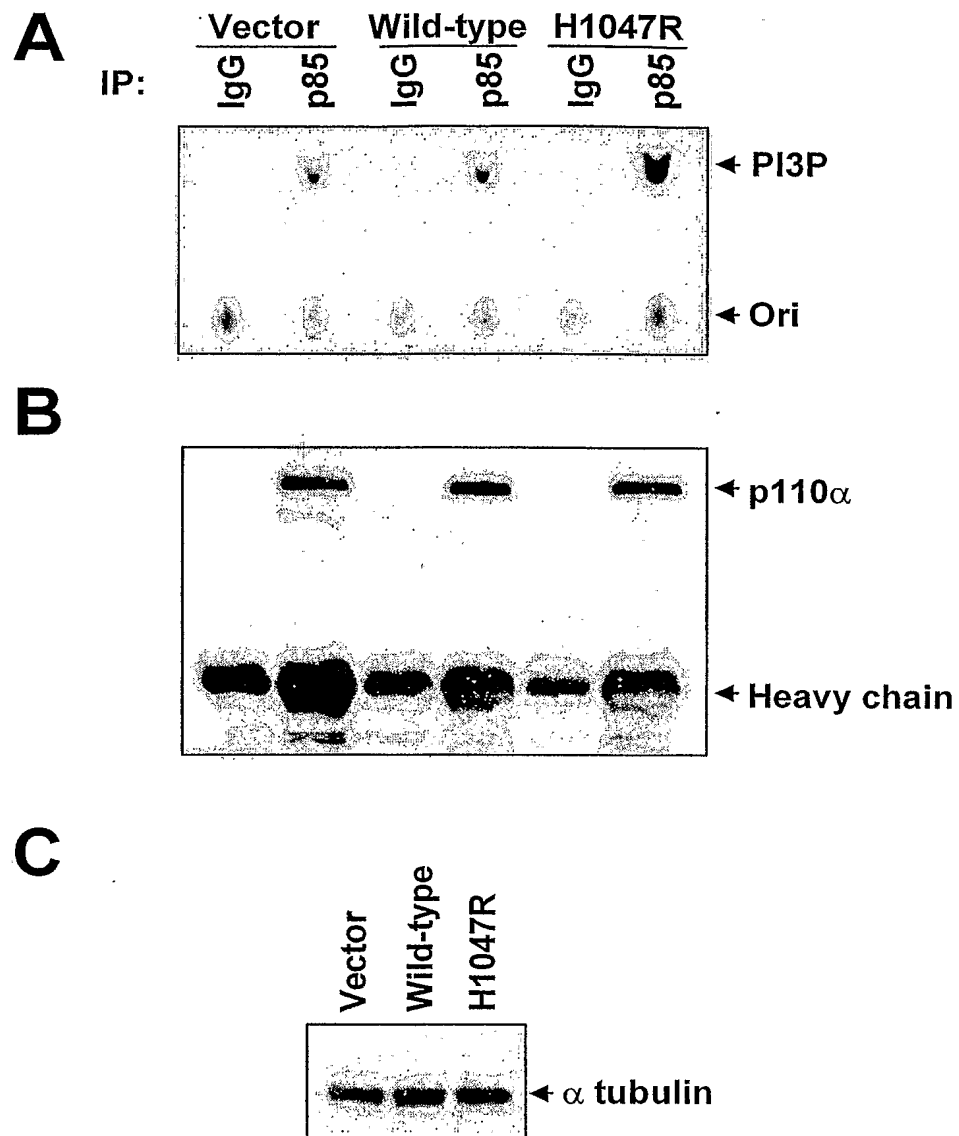 A
Vector Wild-type H1047R
IP: IgG p85 IgG p85 IgG p85
PI3P
Ori
B
p110α
Heavy chain
C
Vector Wild-type H1047R
α tubulin